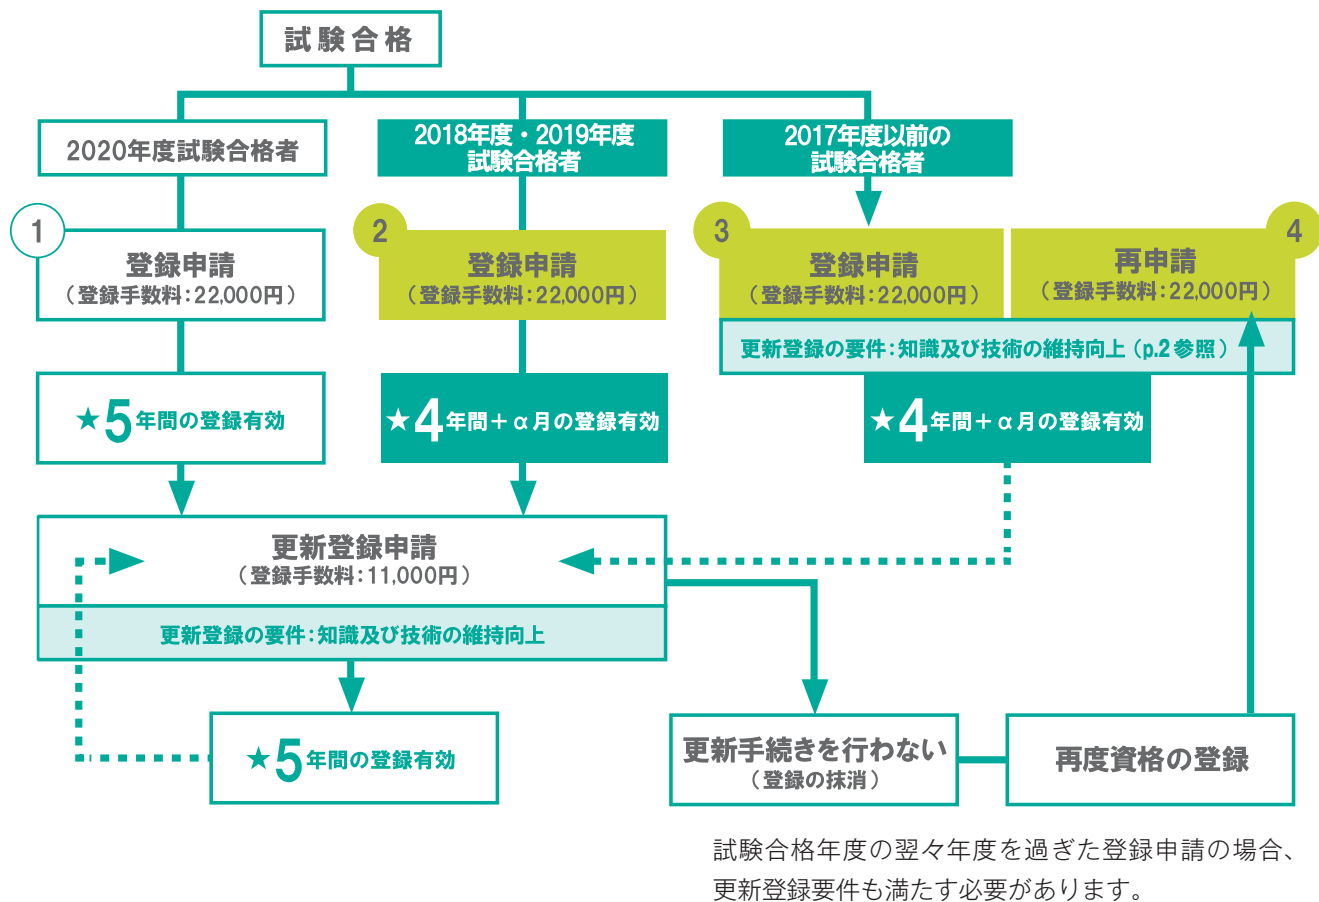 試験合格
2020年度試験合格者
2018年度・2019年度
試験合格者
2017年度以前の
試験合格者
1
登録申請
（登録手数料：22,000円）
2
登録申請
（登録手数料：22,000円）
3
登録申請
（登録手数料：22,000円）
4
再申請
（登録手数料：22,000円）
更新登録の要件：知識及び技術の維持向上（p.2参照）
★5年間の登録有効
★4年間＋α月の登録有効
★4年間＋α月の登録有効
更新登録申請
（登録手数料：11,000円）
更新登録の要件：知識及び技術の維持向上
★5年間の登録有効
更新手続きを行わない
（登録の抹消）
再度資格の登録
試験合格年度の翌々年度を過ぎた登録申請の場合、
更新登録要件も満たす必要があります。